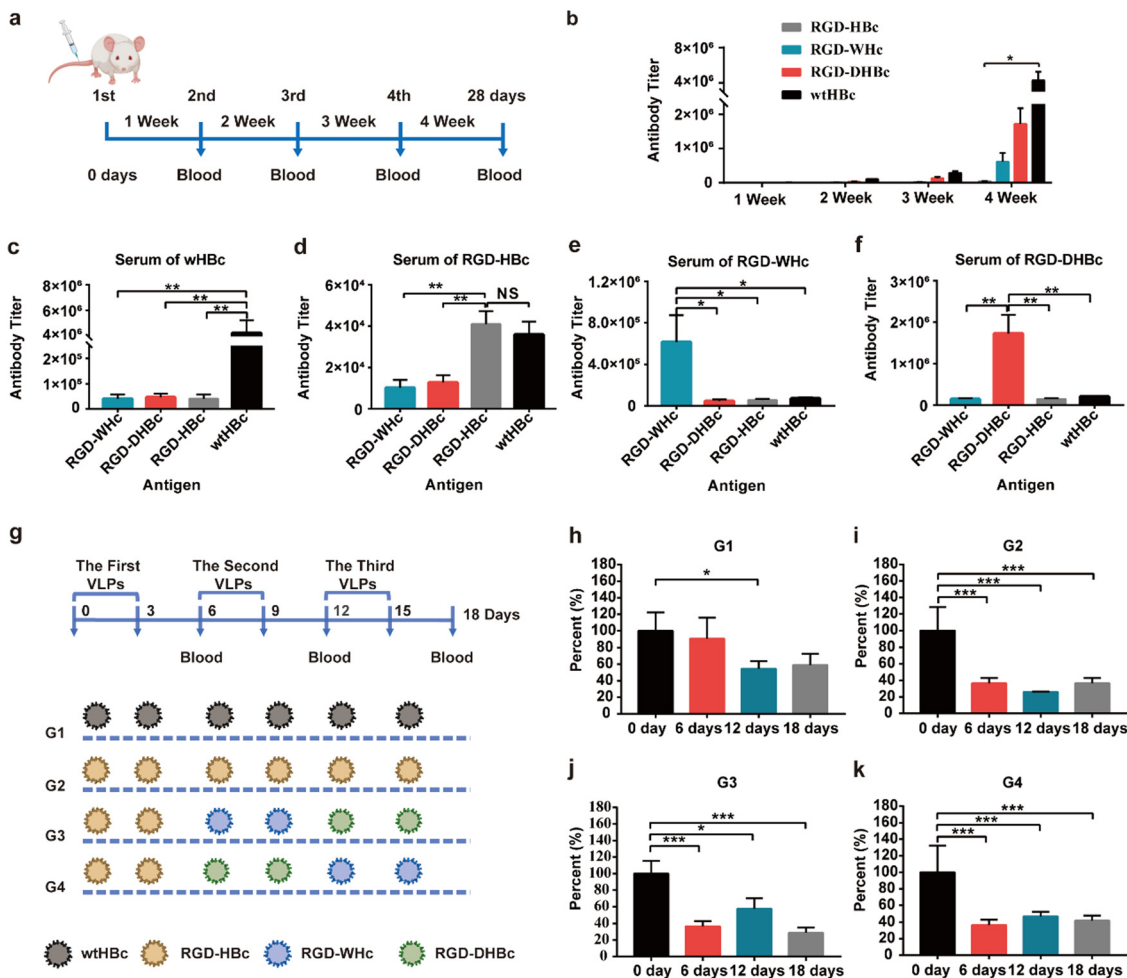 a
1st 2nd 3rd 4th 28 days
1 Week 2 Week 3 Week 4 Week
0 days Blood Blood Blood Blood
b
RGD-HBc
RGD-WHc
RGD-DHBc
wtHBc
Antibody Titer
8×10⁶
4×10⁶
2×10⁶
1×10⁶
0
*
1 Week 2 Week 3 Week 4 Week
c
Serum of wHBc
Antibody Titer
8×10⁶
6×10⁶
4×10⁶
2×10⁵
1×10⁵
0
**
**
**
RGD-WHc RGD-DHBc RGD-HBc wtHBc
Antigen
d
Serum of RGD-HBc
Antibody Titer
6×10⁴
4×10⁴
2×10⁴
0
** NS
**
RGD-WHc RGD-DHBc RGD-HBc wtHBc
Antigen
e
Serum of RGD-WHc
Antibody Titer
1.2×10⁶
8.0×10⁵
4.0×10⁵
0
*
*
*
RGD-WHc RGD-DHBc RGD-HBc wtHBc
Antigen
f
Serum of RGD-DHBc
Antibody Titer
3×10⁶
2×10⁶
1×10⁶
0
**
** **
RGD-WHc RGD-DHBc RGD-HBc wtHBc
Antigen
g
The First VLPs The Second VLPs The Third VLPs
0 3 6 9 12 15 18 Days
Blood Blood Blood
G1
G2
G3
G4
wtHBc RGD-HBc RGD-WHc RGD-DHBc
h
G1
Percent (%)
180
160
140
120
100
80
60
40
20
0
*
0 day 6 days 12 days 18 days
i
G2
Percent (%)
180
160
140
120
100
80
60
40
20
0
***
***
***
0 day 6 days 12 days 18 days
j
G3
Percent (%)
180
160
140
120
100
80
60
40
20
0
***
*
***
0 day 6 days 12 days 18 days
k
G4
Percent (%)
180
160
140
120
100
80
60
40
20
0
***
***
***
0 day 6 days 12 days 18 days